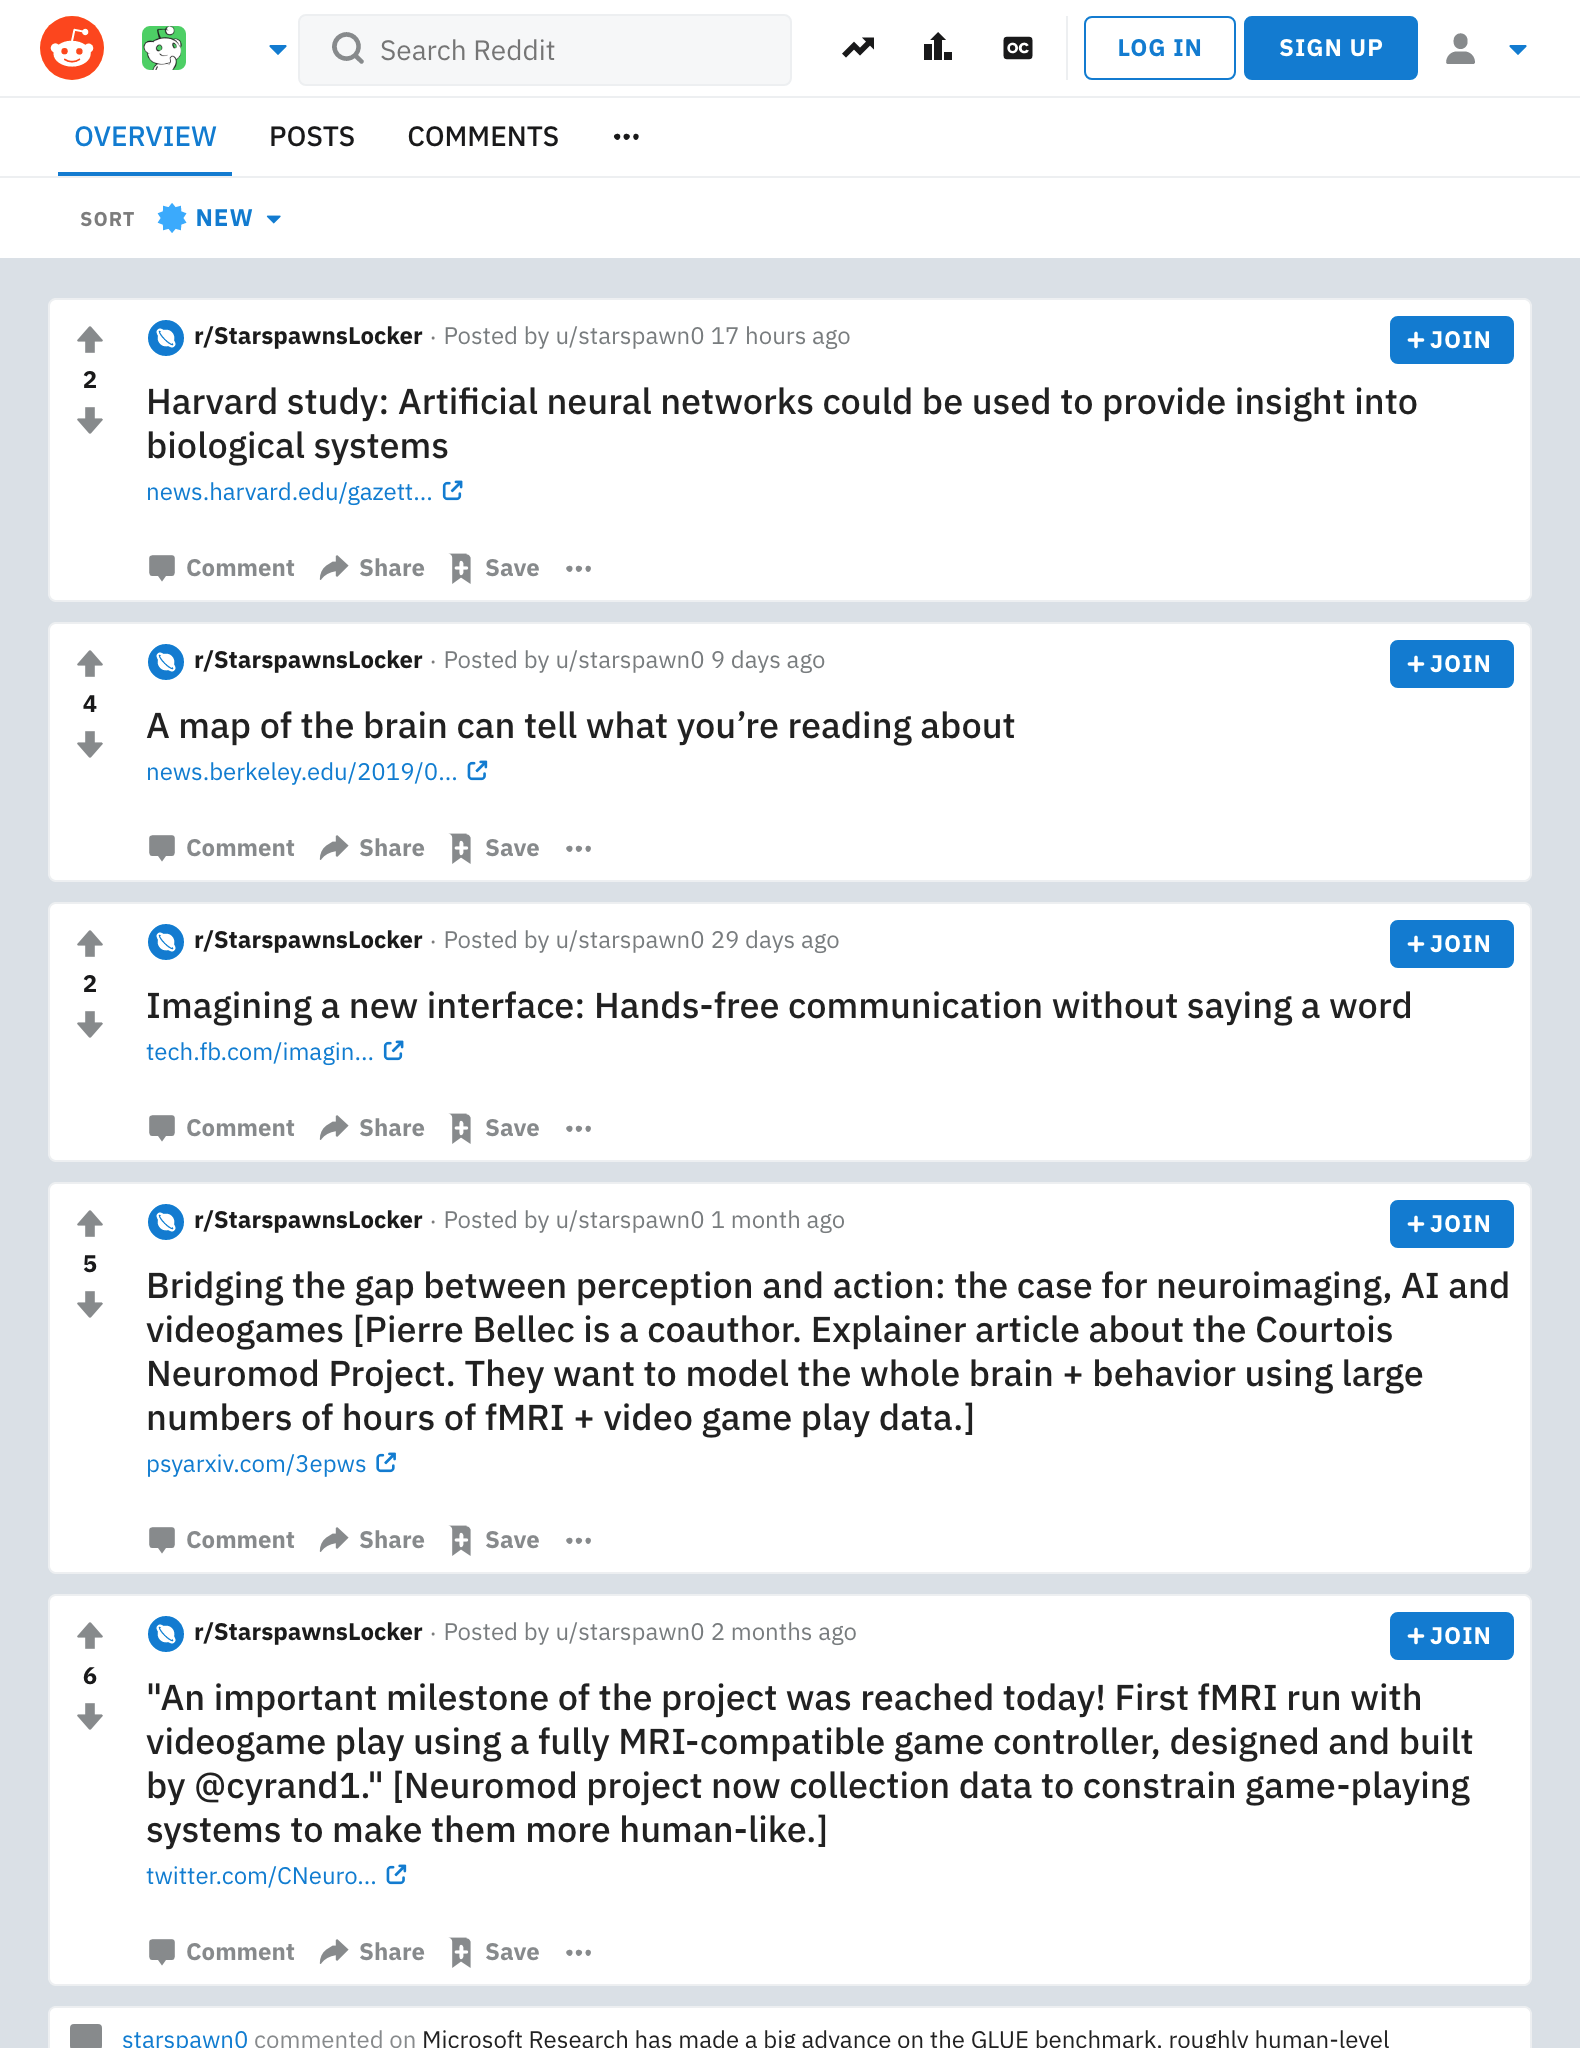 Search Reddit
OC
LOG IN
SIGN UP
OVERVIEW POSTS COMMENTS
SORT NEW
r/StarspawnsLocker · Posted by u/starspawn0 17 hours ago
+ JOIN
2
Harvard study: Artificial neural networks could be used to provide insight into
biological systems
news.harvard.edu/gazett...
Comment Share Save
r/StarspawnsLocker · Posted by u/starspawn0 9 days ago
+ JOIN
4
A map of the brain can tell what you’re reading about
news.berkeley.edu/2019/0...
Comment Share Save
r/StarspawnsLocker · Posted by u/starspawn0 29 days ago
+ JOIN
2
Imagining a new interface: Hands-free communication without saying a word
tech.fb.com/imagin...
Comment Share Save
r/StarspawnsLocker · Posted by u/starspawn0 1 month ago
+ JOIN
5
Bridging the gap between perception and action: the case for neuroimaging, AI and
videogames [Pierre Bellec is a coauthor. Explainer article about the Courtois
Neuromod Project. They want to model the whole brain + behavior using large
numbers of hours of fMRI + video game play data.]
psyarxiv.com/3epws
Comment Share Save
r/StarspawnsLocker · Posted by u/starspawn0 2 months ago
+ JOIN
6
"An important milestone of the project was reached today! First fMRI run with
videogame play using a fully MRI-compatible game controller, designed and built
by @cyrand1." [Neuromod project now collection data to constrain game-playing
systems to make them more human-like.]
twitter.com/CNeuro...
Comment Share Save
starspawn0 commented on Microsoft Research has made a big advance on the GLUE benchmark, roughly human-level